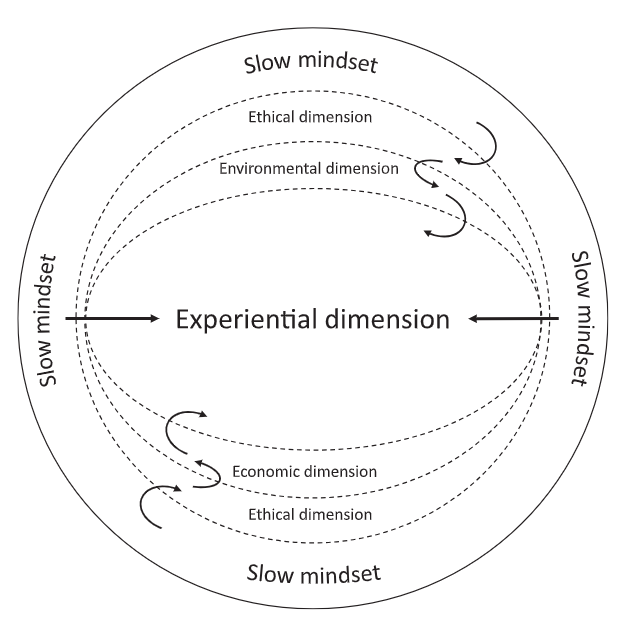 Slow mindset
Ethical dimension
Environmental dimension
Slow mindset
Experiential dimension
Slow mindset
Economic dimension
Ethical dimension
Slow mindset